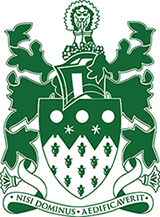 NISI DOMINUS • AEDIFICAVERIT